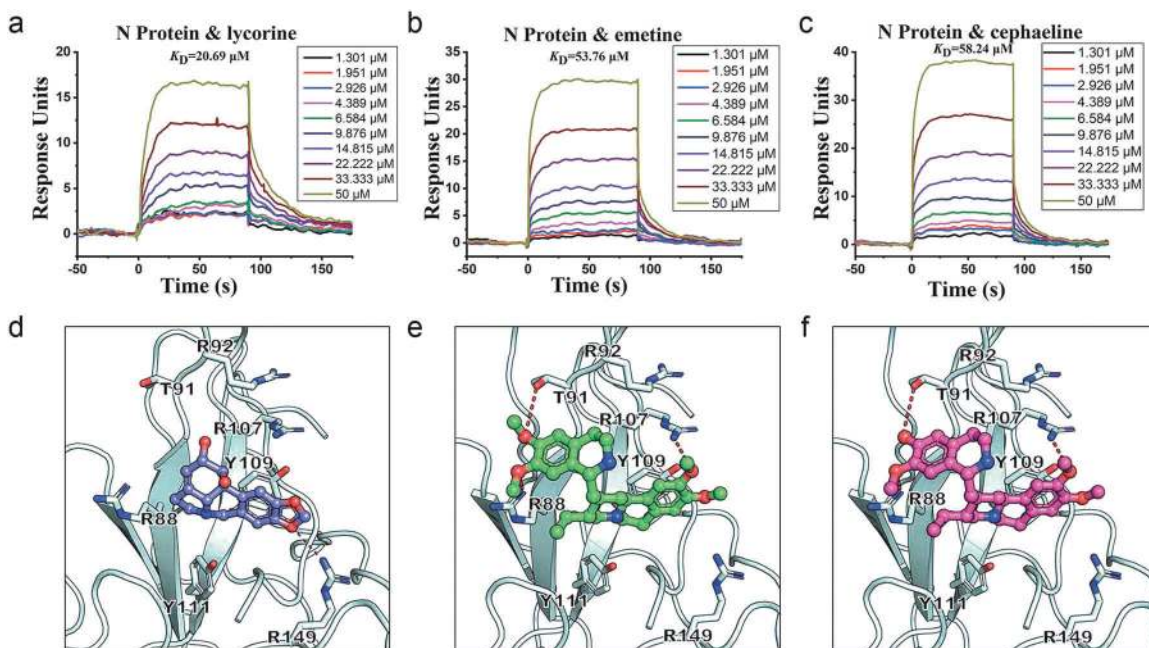 a
N Protein & lycorine
K_D=20.69 µM
Response Units
20
15
10
5
0
-50 0 50 100 150
Time (s)
1.301 µM
1.951 µM
2.926 µM
4.389 µM
6.584 µM
9.876 µM
14.815 µM
22.222 µM
33.333 µM
50 µM
b
N Protein & emetine
K_D=53.76 µM
Response Units
35
30
25
20
15
10
5
0
-50 0 50 100 150
Time (s)
1.301 µM
1.951 µM
2.926 µM
4.389 µM
6.584 µM
9.876 µM
14.815 µM
22.222 µM
33.333 µM
50 µM
c
N Protein & cephaeline
K_D=58.24 µM
Response Units
40
30
20
10
0
-50 0 50 100 150
Time (s)
1.301 µM
1.951 µM
2.926 µM
4.389 µM
6.584 µM
9.876 µM
14.815 µM
22.222 µM
33.333 µM
50 µM
d
R92
T91
R107
Y109
R88
Y111
R149
e
R92
T91
R107
Y109
R88
Y111
R149
f
R92
T91
R107
Y109
R88
Y111
R149